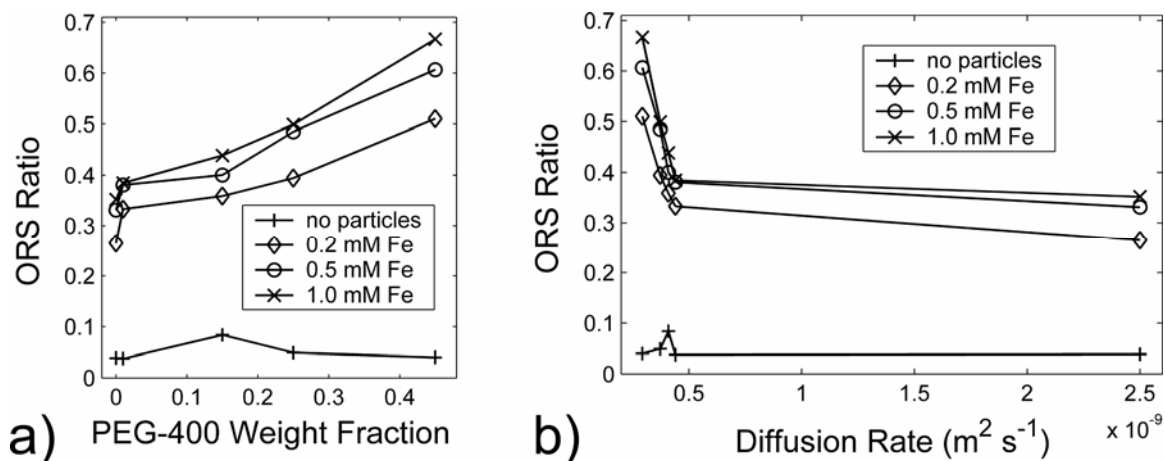 0.7
0.6
0.5
0.4
0.3
0.2
0.1
0
ORS Ratio
no particles
0.2 mM Fe
0.5 mM Fe
1.0 mM Fe
0 0.1 0.2 0.3 0.4
PEG-400 Weight Fraction
a)
0.7
0.6
0.5
0.4
0.3
0.2
0.1
0
ORS Ratio
no particles
0.2 mM Fe
0.5 mM Fe
1.0 mM Fe
0.5 1 1.5 2 2.5
x 10⁻⁹
Diffusion Rate (m² s⁻¹)
b)